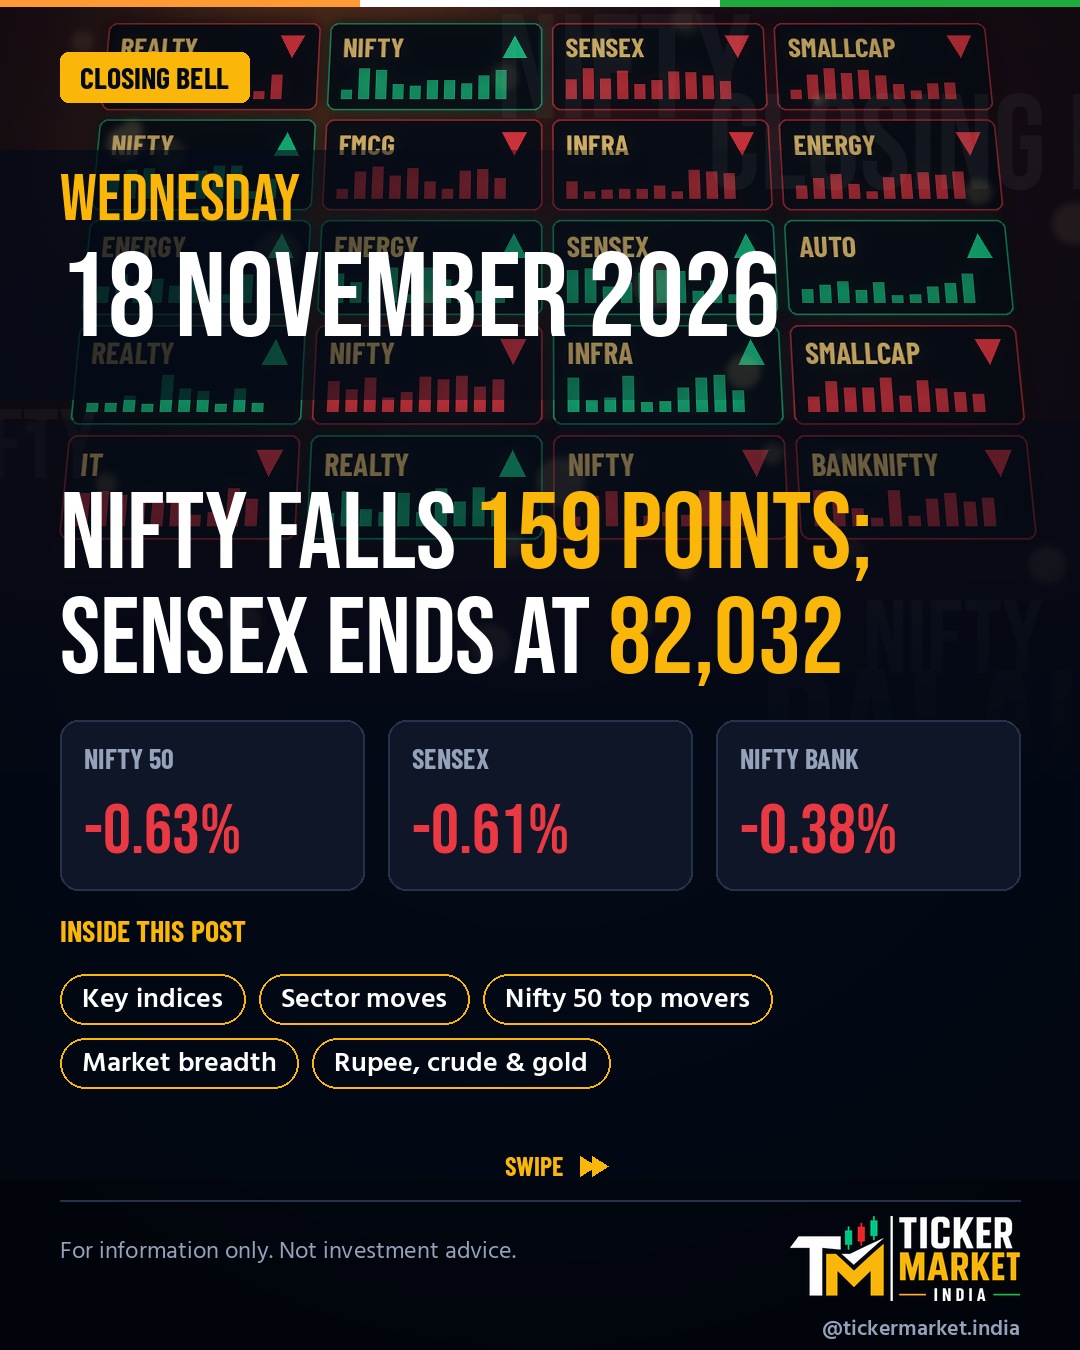 REALTY
NIFTY
SENSEX
SMALLCAP
CLOSING BELL
NIFTY
FMCG
INFRA
ENERGY
WEDNESDAY
ENERGY
ENERGY
SENSEX
AUTO
18 NOVEMBER 2026
REALTY
NIFTY
INFRA
SMALLCAP
IT
REALTY
NIFTY
BANKNIFTY
NIFTY FALLS 159 POINTS;
SENSEX ENDS AT 82,032
NIFTY 50
SENSEX
NIFTY BANK
-0.63%
-0.61%
-0.38%
INSIDE THIS POST
Key indices
Sector moves
Nifty 50 top movers
Market breadth
Rupee, crude & gold
SWIPE
For information only. Not investment advice.
TM
TICKER
MARKET
INDIA
@tickermarket.india